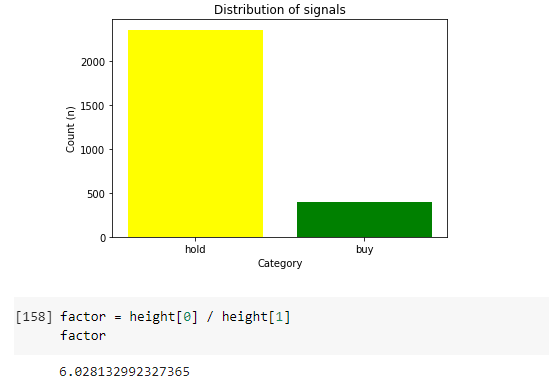 Distribution of signals
2000
1500
1000
500
0
Count (n)
hold buy
Category
[158] factor = height[0] / height[1]
factor
6.028132992327365